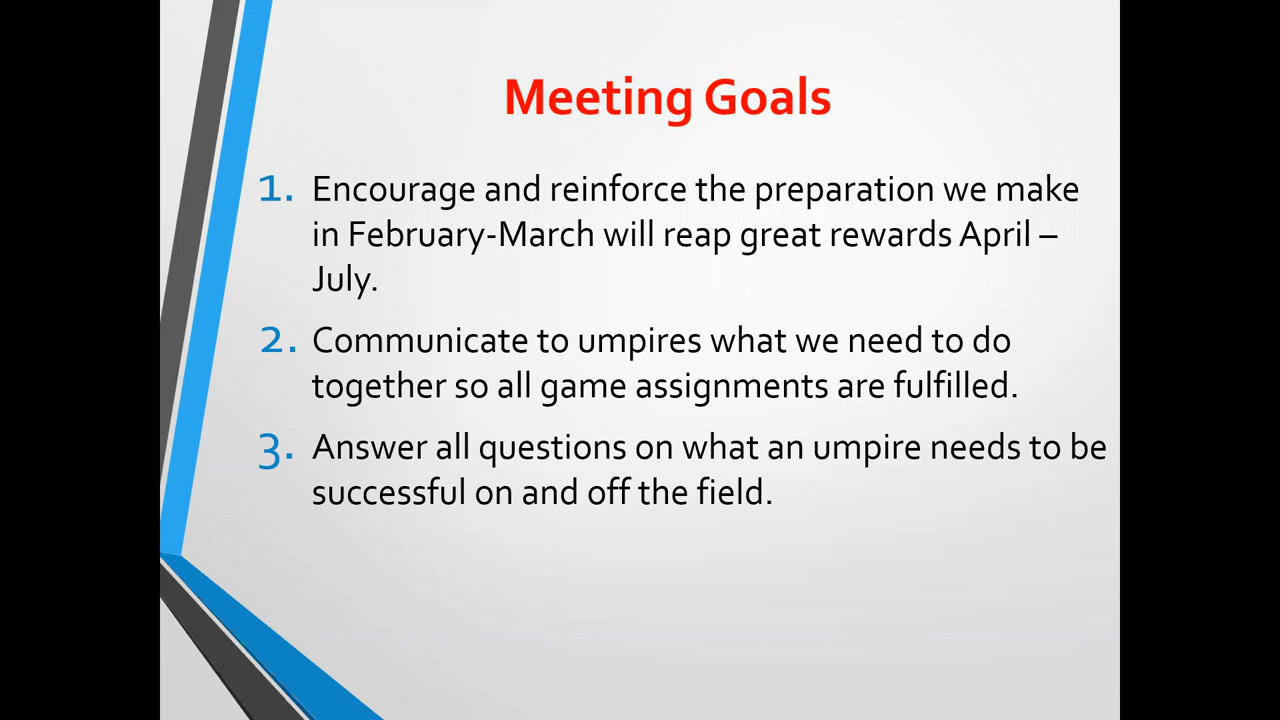 Meeting Goals
1. Encourage and reinforce the preparation we make
in February-March will reap great rewards April –
July.
2. Communicate to umpires what we need to do
together so all game assignments are fulfilled.
3. Answer all questions on what an umpire needs to be
successful on and off the field.